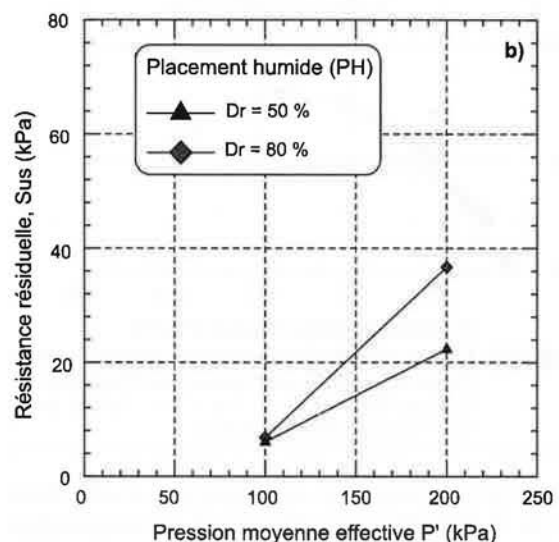 80
60
40
20
0
Résistance résiduelle, Sus (kPa)
b)
Placement humide (PH)
Dr = 50 %
Dr = 80 %
0 50 100 150 200 250
Pression moyenne effective P' (kPa)